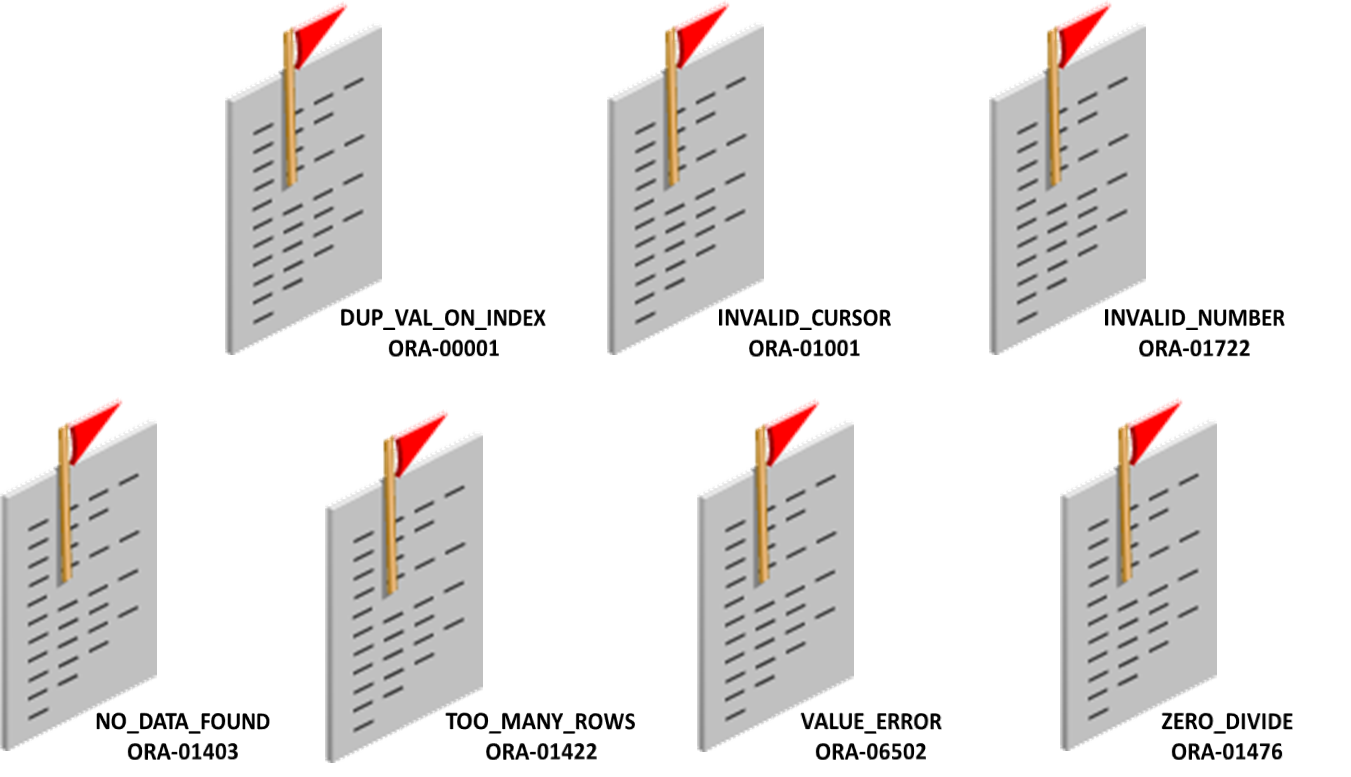 DUP_VAL_ON_INDEX
ORA-00001
INVALID_CURSOR
ORA-01001
INVALID_NUMBER
ORA-01722
NO_DATA_FOUND
ORA-01403
TOO_MANY_ROWS
ORA-01422
VALUE_ERROR
ORA-06502
ZERO_DIVIDE
ORA-01476